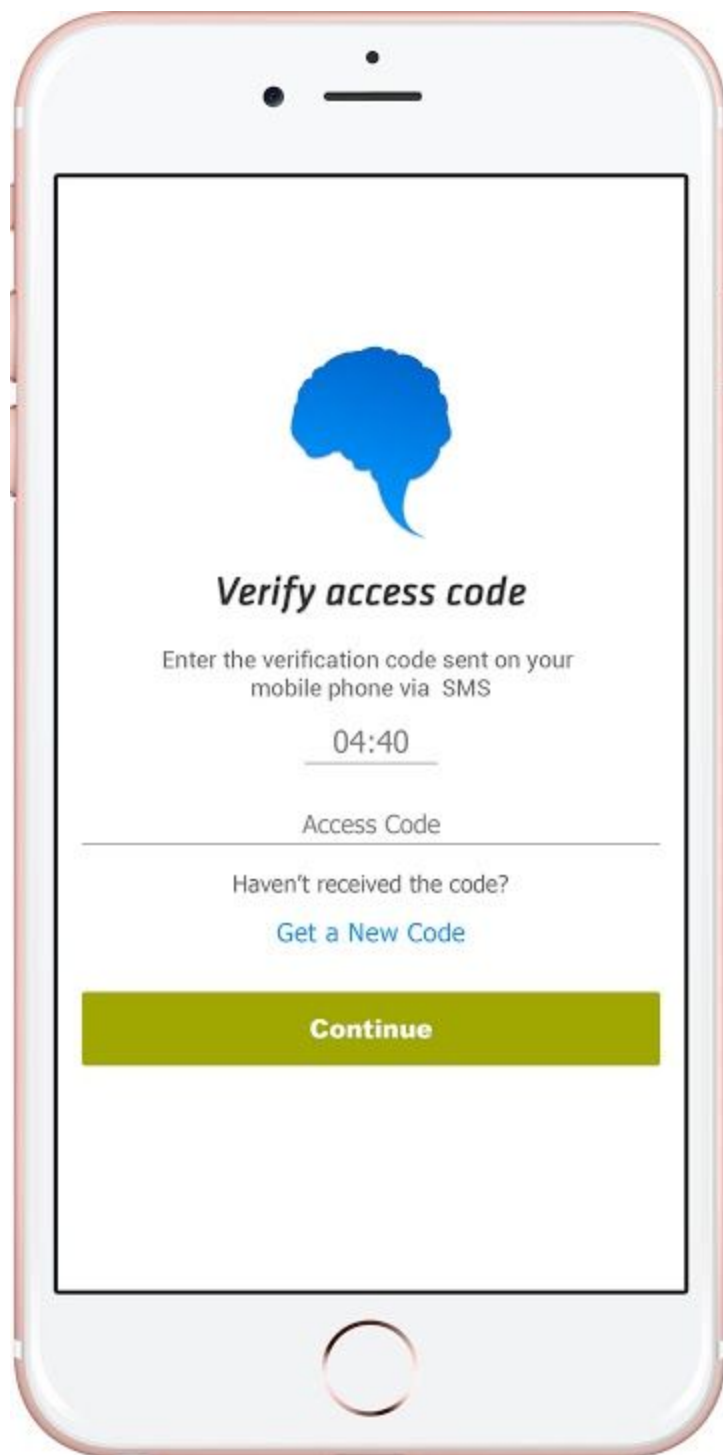 Verify access code
Enter the verification code sent on your
mobile phone via SMS
04:40
Access Code
Haven't received the code?
Get a New Code
Continue